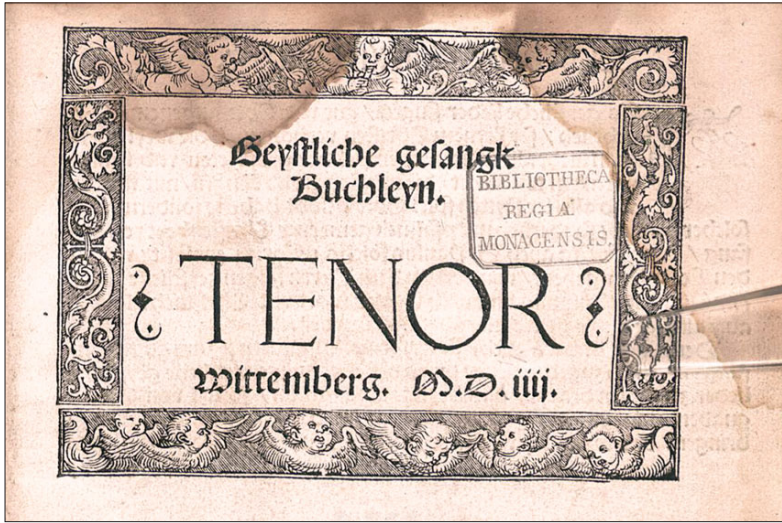 Geystliche gesangk
Buchleyn.
BIBLIOTHECA
REGIA
MONACENSIS.
TENOR
Wittemberg. M.D.iiij.